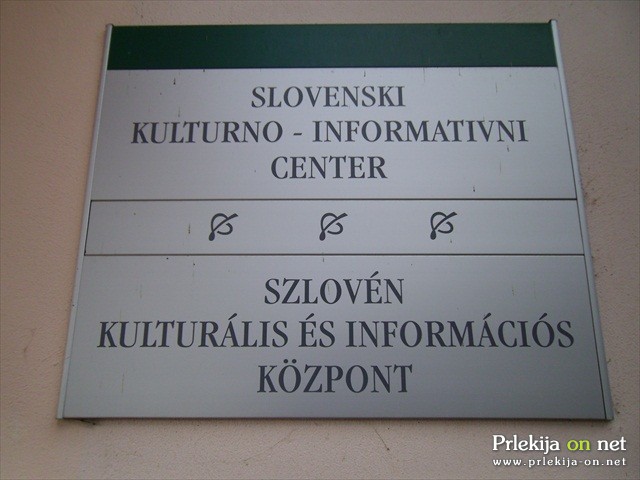 SLOVENSKI
KULTURNO - INFORMATIVNI
CENTER
SZLOVÉN
KULTURÁLIS ÉS INFORMÁCIÓS
KÖZPONT
Prlekija on net
www.prlekija-on.net